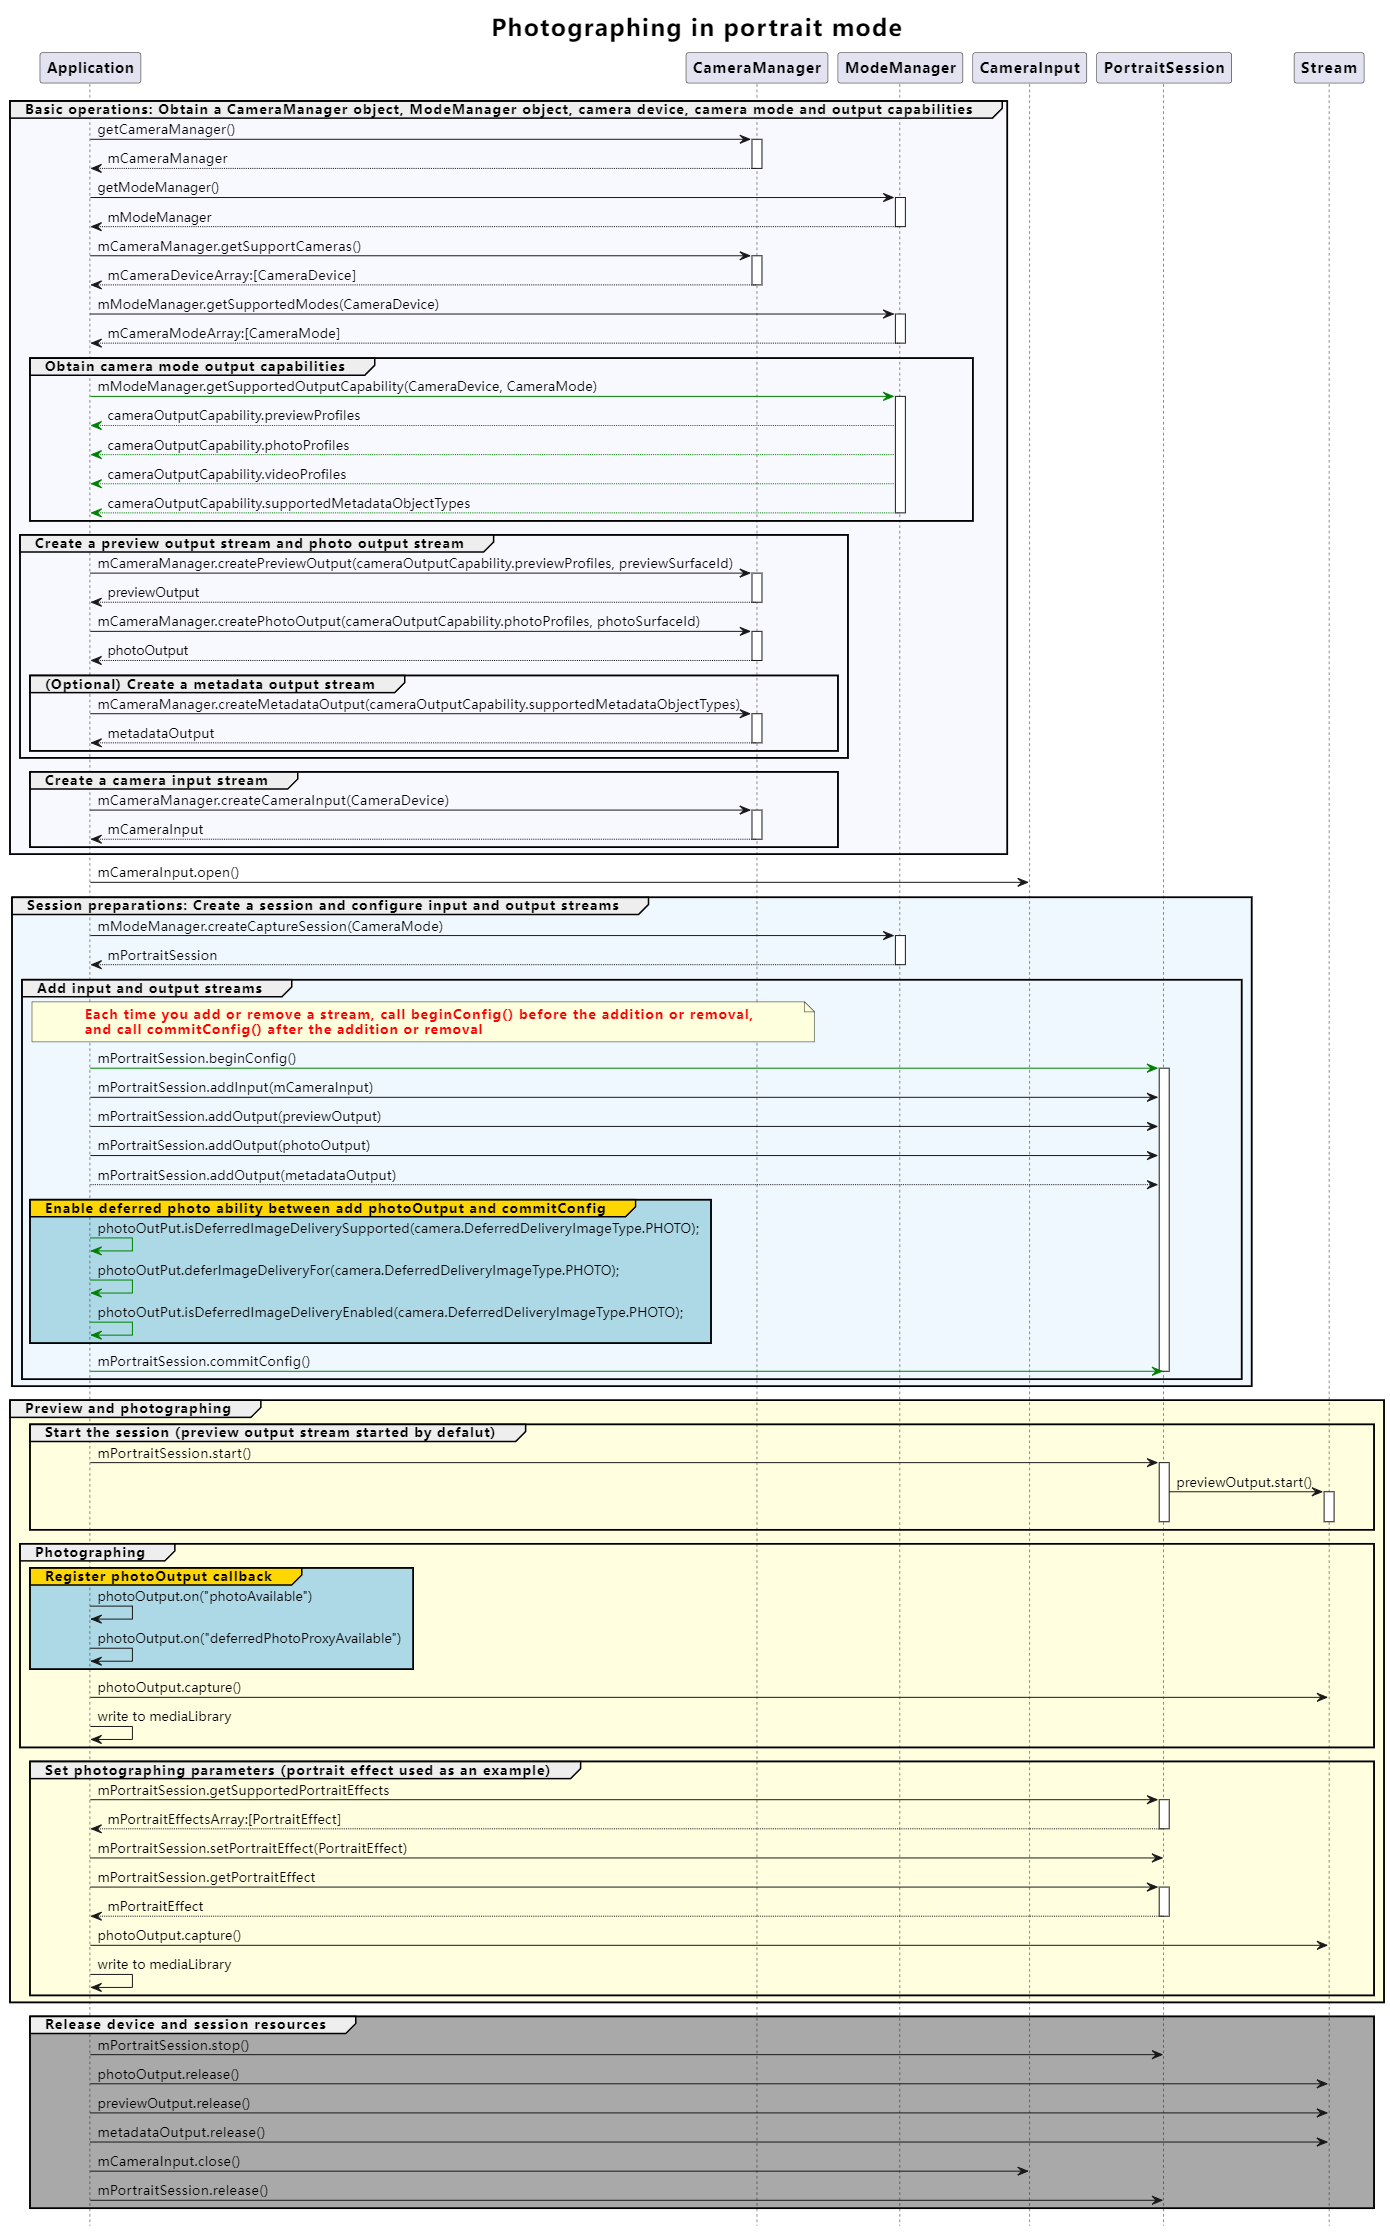 Photographing in portrait mode
Application
CameraManager
ModeManager
CameraInput
PortraitSession
Stream
Basic operations: Obtain a CameraManager object, ModeManager object, camera device, camera mode and output capabilities
getCameraManager()
mCameraManager
getModeManager()
mModeManager
mCameraManager.getSupportCameras()
mCameraDeviceArray:[CameraDevice]
mModeManager.getSupportedModes(CameraDevice)
mCameraModeArray:[CameraMode]
Obtain camera mode output capabilities
mModeManager.getSupportedOutputCapability(CameraDevice, CameraMode)
cameraOutputCapability.previewProfiles
cameraOutputCapability.photoProfiles
cameraOutputCapability.videoProfiles
cameraOutputCapability.supportedMetadataObjectTypes
Create a preview output stream and photo output stream
mCameraManager.createPreviewOutput(cameraOutputCapability.previewProfiles, previewSurfaceId)
previewOutput
mCameraManager.createPhotoOutput(cameraOutputCapability.photoProfiles, photoSurfaceId)
photoOutput
(Optional) Create a metadata output stream
mCameraManager.createMetadataOutput(cameraOutputCapability.supportedMetadataObjectTypes)
metadataOutput
Create a camera input stream
mCameraManager.createCameraInput(CameraDevice)
mCameraInput
mCameraInput.open()
Session preparations: Create a session and configure input and output streams
mModeManager.createCaptureSession(CameraMode)
mPortraitSession
Add input and output streams
Each time you add or remove a stream, call beginConfig() before the addition or removal,
and call commitConfig() after the addition or removal
mPortraitSession.beginConfig()
mPortraitSession.addInput(mCameraInput)
mPortraitSession.addOutput(previewOutput)
mPortraitSession.addOutput(photoOutput)
mPortraitSession.addOutput(metadataOutput)
Enable deferred photo ability between add photoOutput and commitConfig
photoOutPut.isDeferredImageDeliverySupported(camera.DeferredDeliveryImageType.PHOTO);
photoOutPut.deferImageDeliveryFor(camera.DeferredDeliveryImageType.PHOTO);
photoOutPut.isDeferredImageDeliveryEnabled(camera.DeferredDeliveryImageType.PHOTO);
mPortraitSession.commitConfig()
Preview and photographing
Start the session (preview output stream started by defalut)
mPortraitSession.start()
previewOutput.start()
Photographing
Register photoOutput callback
photoOutput.on("photoAvailable")
photoOutput.on("deferredPhotoProxyAvailable")
photoOutput.capture()
write to mediaLibrary
Set photographing parameters (portrait effect used as an example)
mPortraitSession.getSupportedPortraitEffects
mPortraitEffectsArray:[PortraitEffect]
mPortraitSession.setPortraitEffect(PortraitEffect)
mPortraitSession.getPortraitEffect
mPortraitEffect
photoOutput.capture()
write to mediaLibrary
Release device and session resources
mPortraitSession.stop()
photoOutput.release()
previewOutput.release()
metadataOutput.release()
mCameraInput.close()
mPortraitSession.release()